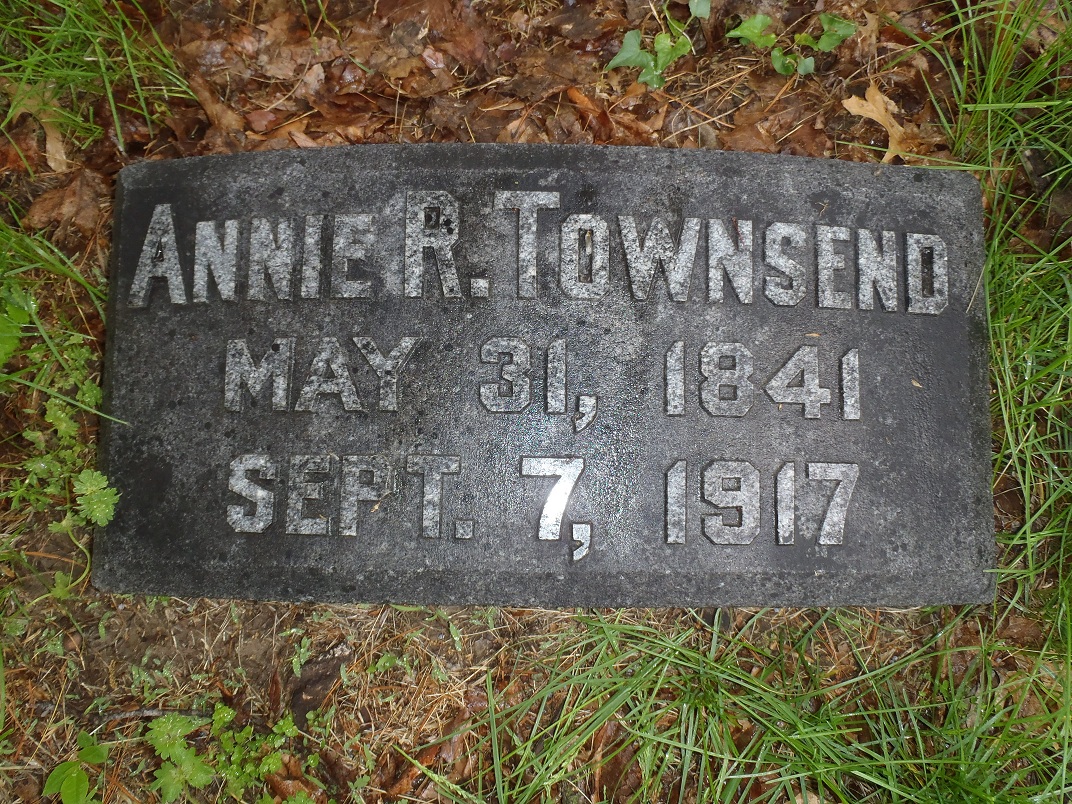 ANNIE R. TOWNSEND
MAY 31, 1841
SEPT. 7, 1917